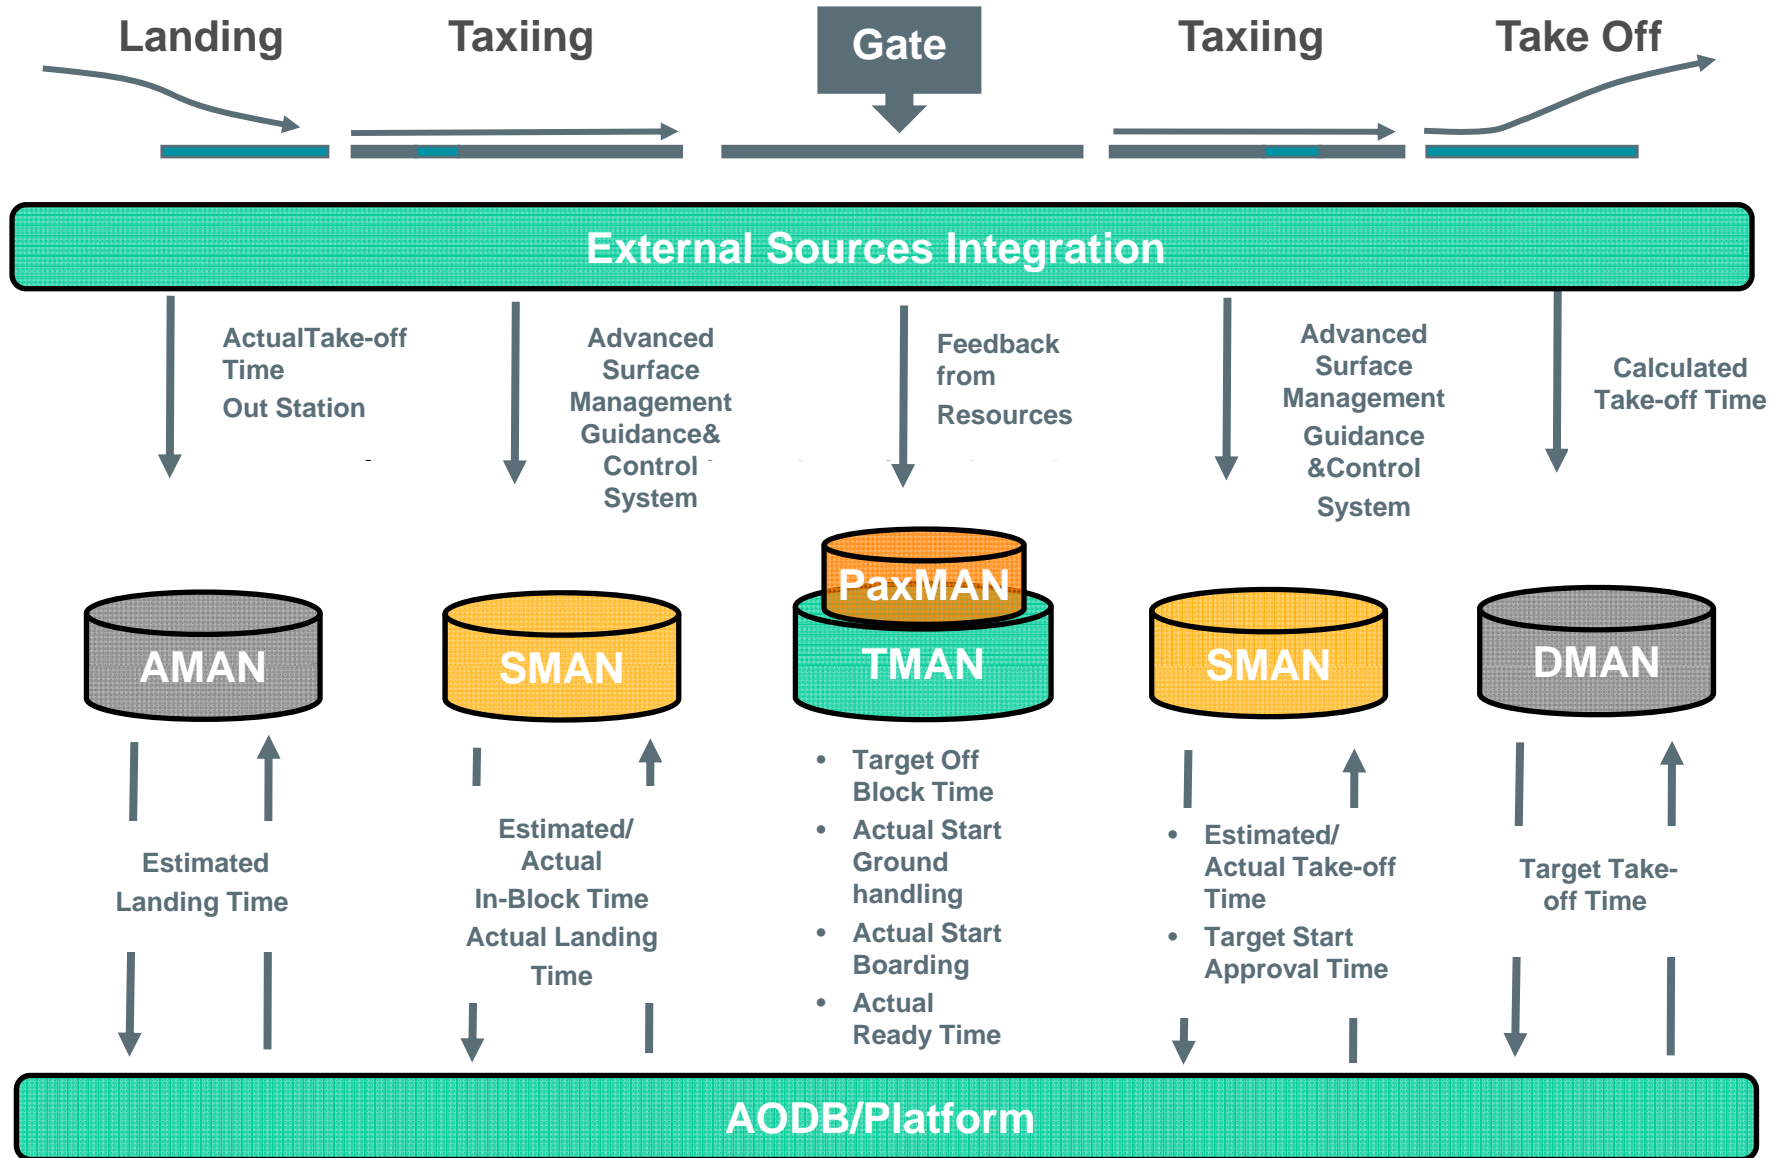 Landing
Taxiing
Gate
Taxiing
Take Off
External Sources Integration
ActualTake-off
Time
Out Station
Advanced
Surface
Management
Guidance&
Control
System
Feedback
from
Resources
Advanced
Surface
Management
Guidance
&Control
System
Calculated
Take-off Time
AMAN
SMAN
PaxMAN
TMAN
SMAN
DMAN
Estimated
Landing Time
Estimated/
Actual
In-Block Time
Actual Landing
Time
• Target Off
Block Time
• Actual Start
Ground
handling
• Actual Start
Boarding
• Actual
Ready Time
• Estimated/
Actual Take-off
Time
• Target Start
Approval Time
Target Take-
off Time
AODB/Platform